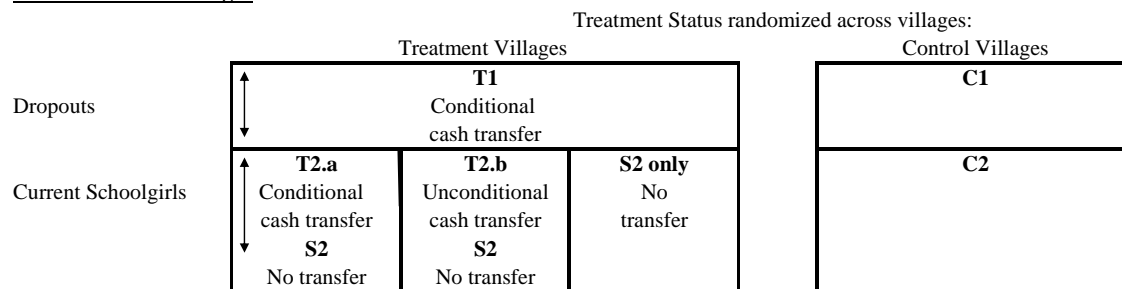 Treatment Status randomized across villages:
Treatment Villages Control Villages
T1 C1
Dropouts Conditional
cash transfer
T2.a T2.b S2 only C2
Current Schoolgirls Conditional Unconditional No
cash transfer cash transfer transfer
S2 S2
No transfer No transfer